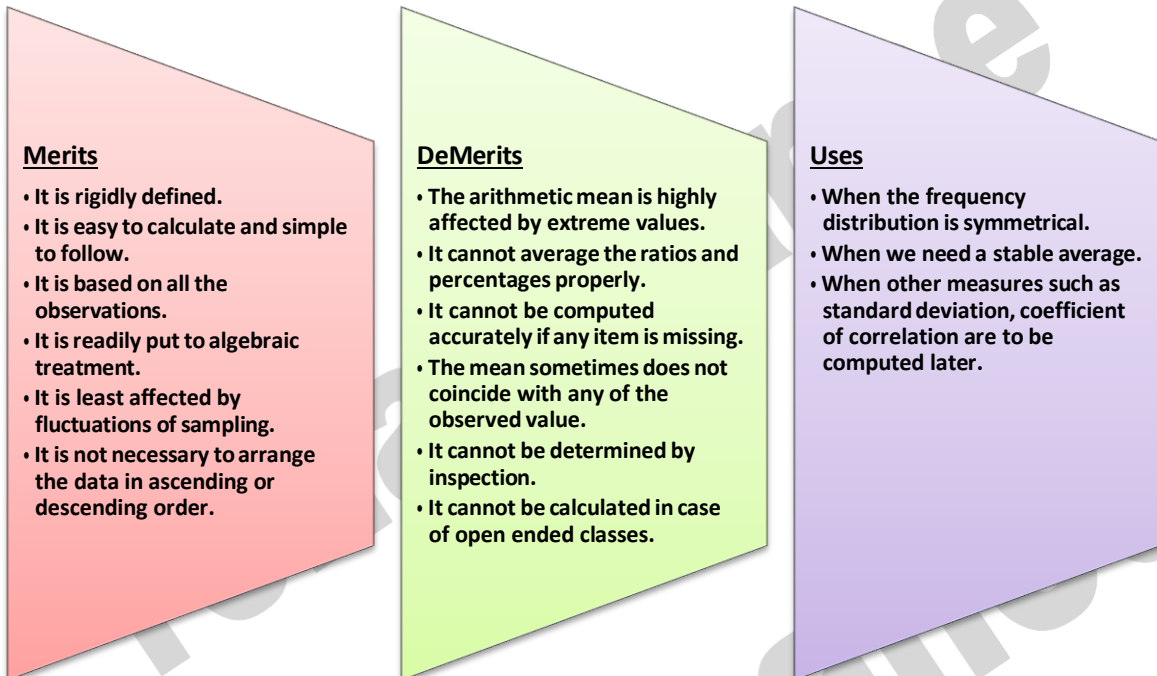 Merits
• It is rigidly defined.
• It is easy to calculate and simple
to follow.
• It is based on all the
observations.
• It is readily put to algebraic
treatment.
• It is least affected by
fluctuations of sampling.
• It is not necessary to arrange
the data in ascending or
descending order.
DeMerits
• The arithmetic mean is highly
affected by extreme values.
• It cannot average the ratios and
percentages properly.
• It cannot be computed
accurately if any item is missing.
• The mean sometimes does not
coincide with any of the
observed value.
• It cannot be determined by
inspection.
• It cannot be calculated in case
of open ended classes.
Uses
• When the frequency
distribution is symmetrical.
• When we need a stable average.
• When other measures such as
standard deviation, coefficient
of correlation are to be
computed later.